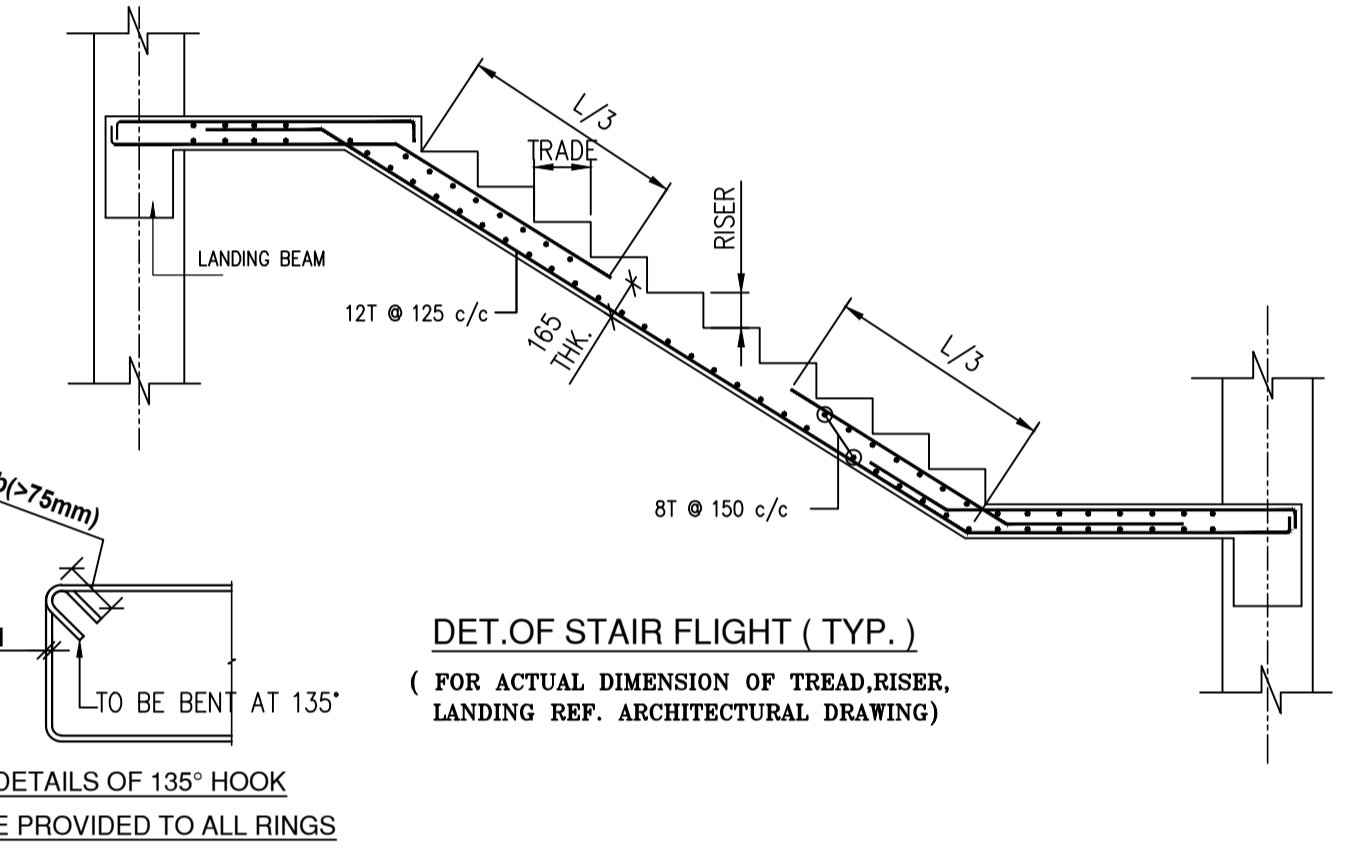 L/3
TRADE
RISER
LANDING BEAM
12T @ 125 c/c
165
THK.
L/3
8T @ 150 c/c
(>75mm)
TO BE BENT AT 135°
DET.OF STAIR FLIGHT ( TYP. )
( FOR ACTUAL DIMENSION OF TREAD,RISER,
LANDING REF. ARCHITECTURAL DRAWING)
DETAILS OF 135° HOOK
E PROVIDED TO ALL RINGS